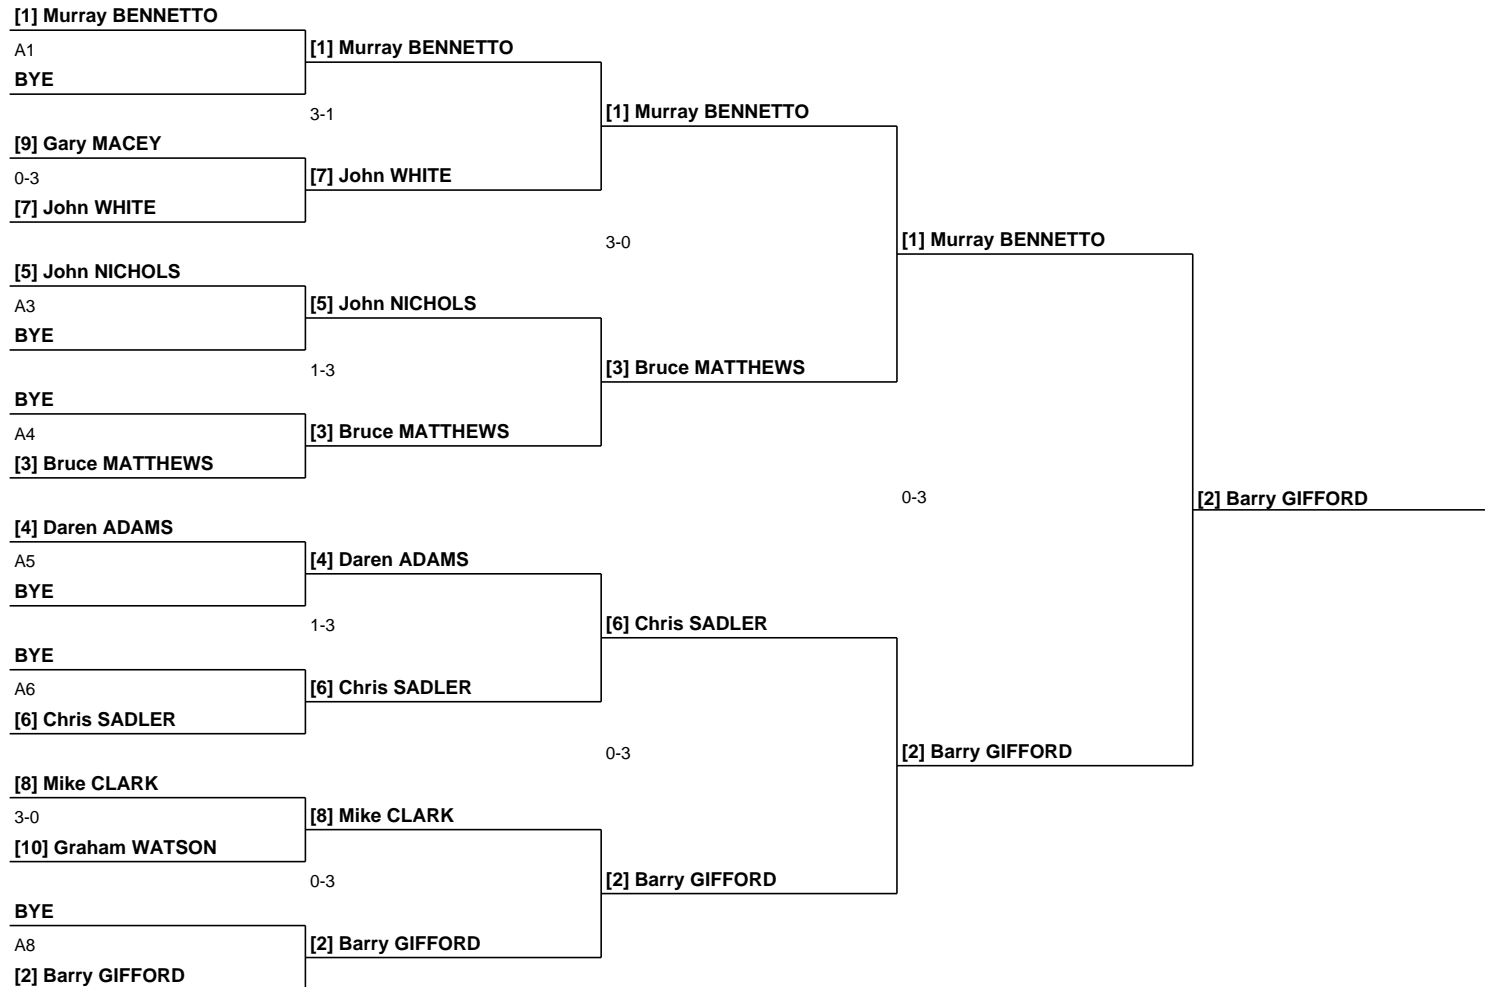 [1] Murray BENNETTO
A1
BYE
[9] Gary MACEY
0-3
[7] John WHITE
[5] John NICHOLS
A3
BYE
BYE
A4
[3] Bruce MATTHEWS
[4] Daren ADAMS
A5
BYE
BYE
A6
[6] Chris SADLER
[8] Mike CLARK
3-0
[10] Graham WATSON
BYE
A8
[2] Barry GIFFORD
[1] Murray BENNETTO
3-1
[7] John WHITE
[5] John NICHOLS
1-3
[3] Bruce MATTHEWS
[4] Daren ADAMS
1-3
[6] Chris SADLER
[8] Mike CLARK
0-3
[2] Barry GIFFORD
[1] Murray BENNETTO
3-0
[3] Bruce MATTHEWS
[6] Chris SADLER
0-3
[2] Barry GIFFORD
[1] Murray BENNETTO
0-3
[2] Barry GIFFORD
[2] Barry GIFFORD